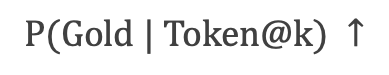 P(Gold | Token@k) ↑